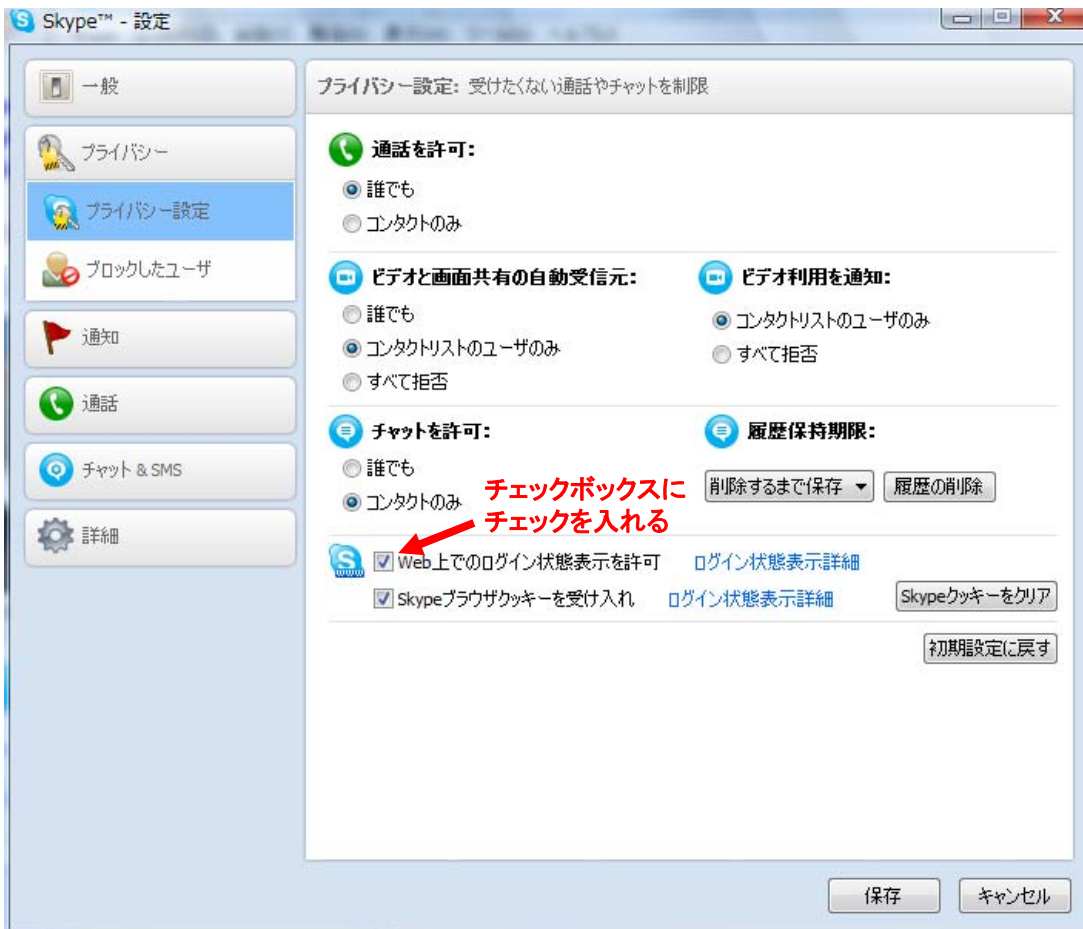 Skype™ - 設定
一般
プライバシー
プライバシー設定
ブロックしたユーザ
通知
通話
チャット & SMS
詳細
プライバシー設定: 受けたくない通話やチャットを制限
通話を許可:
誰でも
コンタクトのみ
ビデオと画面共有の自動受信元:
誰でも
コンタクトリストのユーザのみ
すべて拒否
ビデオ利用を通知:
コンタクトリストのユーザのみ
すべて拒否
チャットを許可:
誰でも
コンタクトのみ
履歴保持期限:
削除するまで保存 履歴の削除
チェックボックスに
チェックを入れる
Web上でのログイン状態表示を許可 ログイン状態表示詳細
Skypeブラウザクッキーを受け入れ ログイン状態表示詳細 Skypeクッキーをクリア
初期設定に戻す
保存 キャンセル